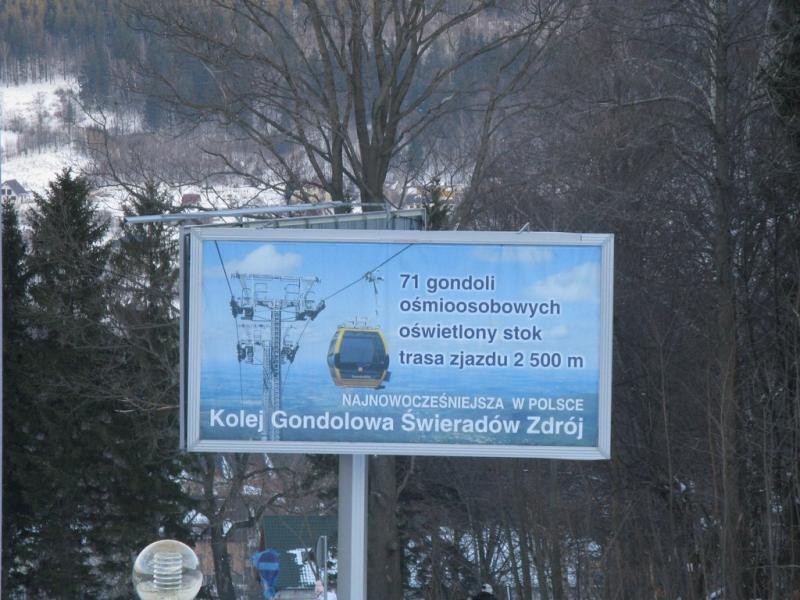 71 gondoli
ośmioosobowych
oświetlony stok
trasa zjazdu 2 500 m
NAJNOWOCZEŚNIEJSZA W POLSCE
Kolej Gondolowa Świeradów Zdrój